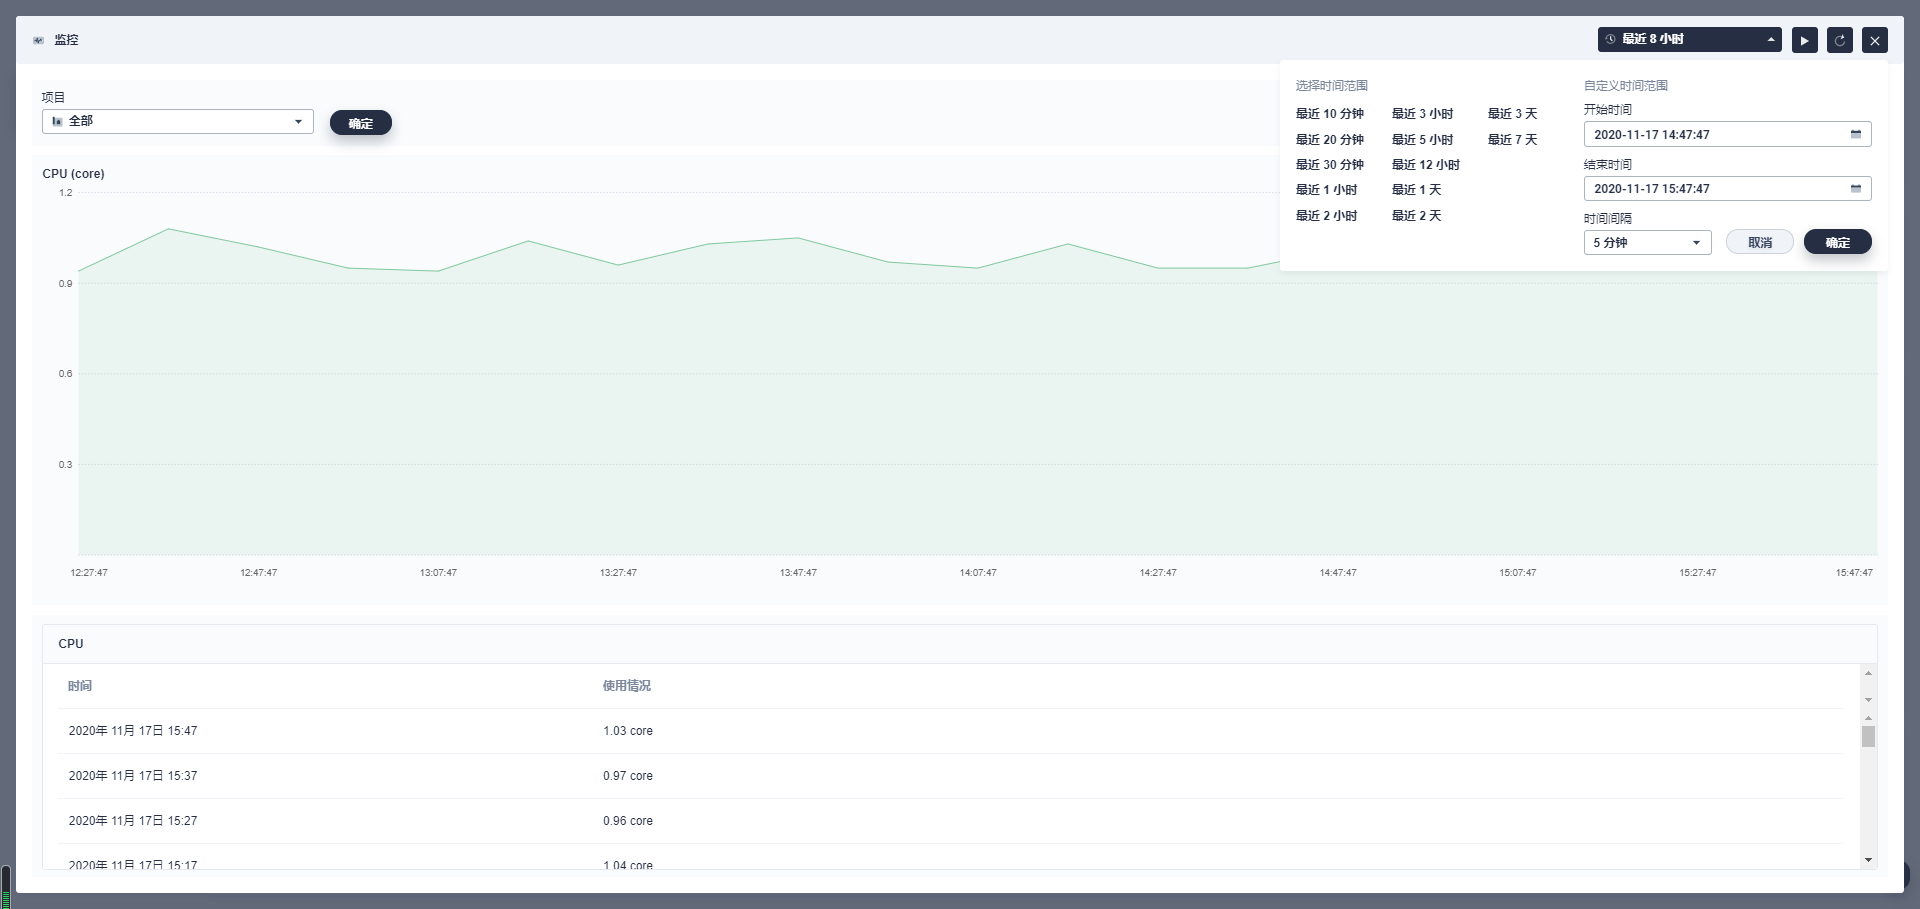 监控
最近 8 小时
项目
全部
确定
选择时间范围
最近 10 分钟 最近 3 小时 最近 3 天
最近 20 分钟 最近 5 小时 最近 7 天
最近 30 分钟 最近 12 小时
最近 1 小时 最近 1 天
最近 2 小时 最近 2 天
自定义时间范围
开始时间
2020-11-17 14:47:47
结束时间
2020-11-17 15:47:47
时间间隔
5 分钟
取消
确定
CPU (core)
1.2
0.9
0.6
0.3
12:27:47 12:47:47 13:07:47 13:27:47 13:47:47 14:07:47 14:27:47 14:47:47 15:07:47 15:27:47 15:47:47
CPU
时间 使用情况
2020年 11月 17日 15:47 1.03 core
2020年 11月 17日 15:37 0.97 core
2020年 11月 17日 15:27 0.96 core
2020年 11月 17日 15:17 1.04 core